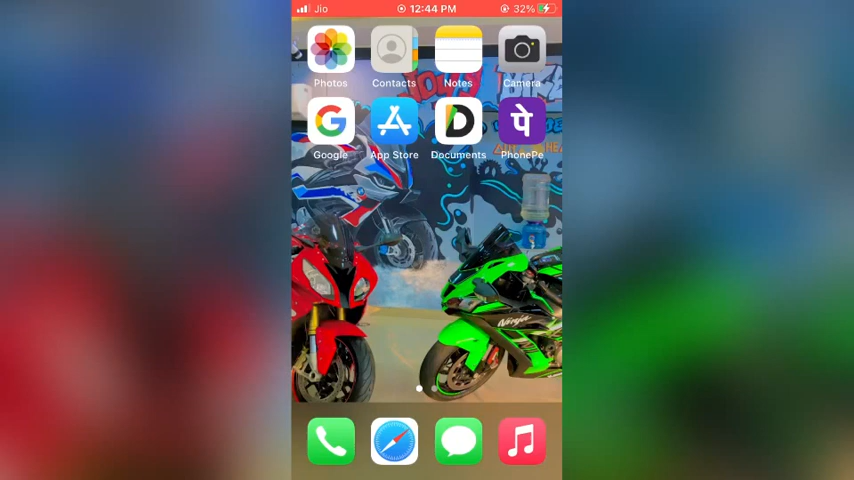 Jio 12:44 PM 32%
Photos Contacts Notes Camera
Google App Store Documents PhonePe
Ninja